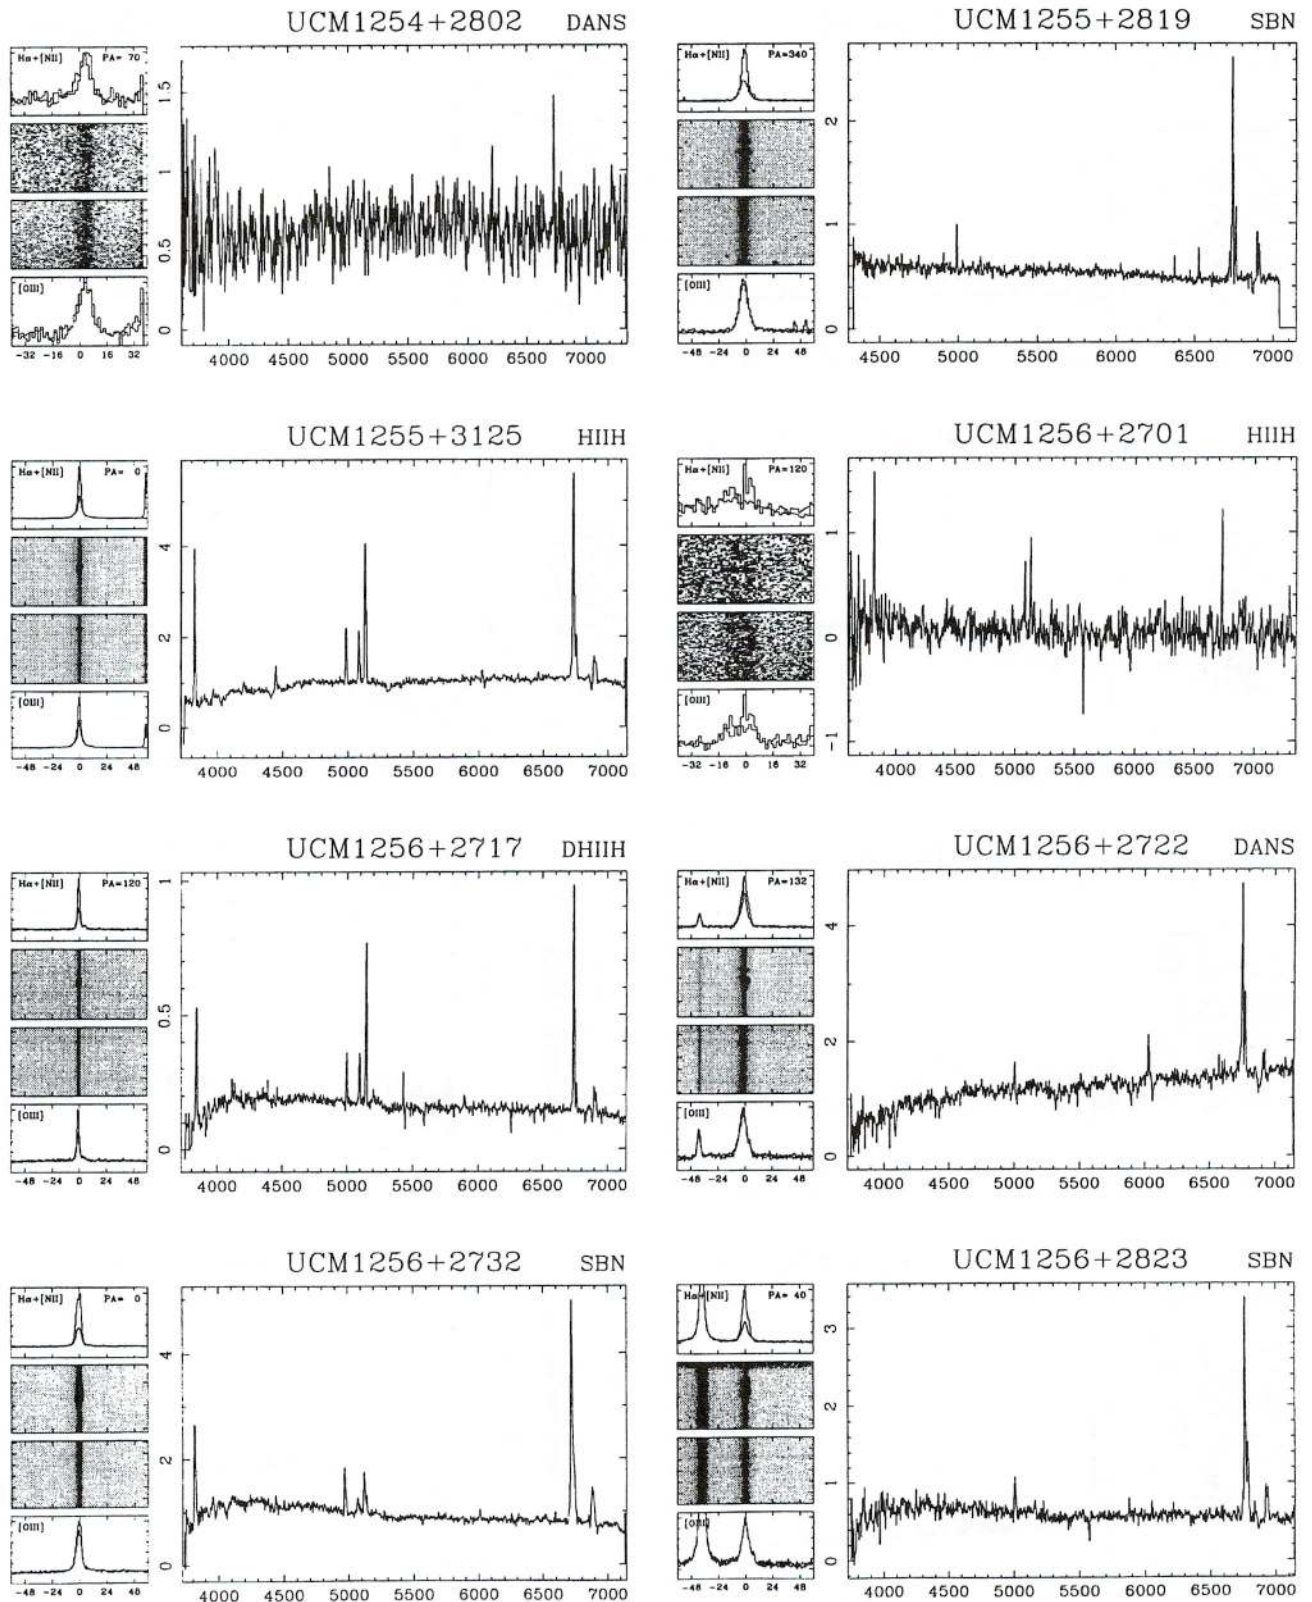 UCM1254+2802 DANS
Hα+[NII] PA= 70
[OIII]
-32 -16 0 16 32
0 0.5 1 1.5
4000 4500 5000 5500 6000 6500 7000
UCM1255+2819 SBN
Hα+[NII] PA=340
[OIII]
-48 -24 0 24 48
0 1 2
4500 5000 5500 6000 6500 7000
UCM1255+3125 HIIH
Hα+[NII] PA= 0
[OIII]
-48 -24 0 24 48
0 2 4
4000 4500 5000 5500 6000 6500 7000
UCM1256+2701 HIIH
Hα+[NII] PA=120
[OIII]
-32 -16 0 16 32
-1 0 1
4000 4500 5000 5500 6000 6500 7000
UCM1256+2717 DHIIH
Hα+[NII] PA=120
[OIII]
-48 -24 0 24 48
0 0.5 1
4000 4500 5000 5500 6000 6500 7000
UCM1256+2722 DANS
Hα+[NII] PA=132
[OIII]
-48 -24 0 24 48
0 2 4
4000 4500 5000 5500 6000 6500 7000
UCM1256+2732 SBN
Hα+[NII] PA= 0
[OIII]
-48 -24 0 24 48
0 2 4
4000 4500 5000 5500 6000 6500 7000
UCM1256+2823 SBN
Hα+[NII] PA= 40
[OIII]
-48 -24 0 24 48
0 1 2 3
4000 4500 5000 5500 6000 6500 7000